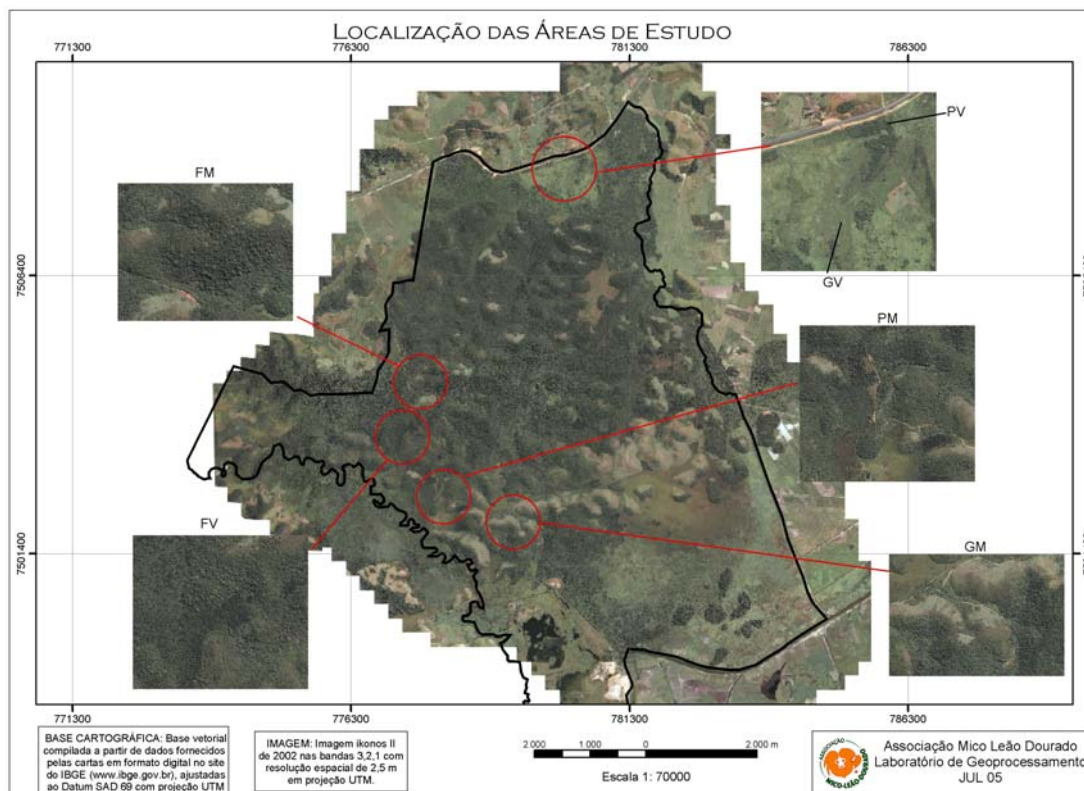 LOCALIZAÇÃO DAS ÁREAS DE ESTUDO
771300 776300 781300 786300
PV
FM
GV
7506400
PM
FV
7501400
GM
771300 776300 781300 786300
BASE CARTOGRÁFICA: Base vetorial
compilada a partir de dados fornecidos
pelas cartas em formato digital no site
do IBGE (www.ibge.gov.br), ajustadas
ao Datum SAD 69 com projeção UTM
IMAGEM: Imagem ikonos II
de 2002 nas bandas 3,2,1 com
resolução espacial de 2,5 m
em projeção UTM.
2 000 1 000 0 2 000 m
Escala 1: 70000
ASSOCIAÇÃO
MICO-LEÃO DOURADO
Associação Mico Leão Dourado
Laboratório de Geoprocessamento
JUL 05